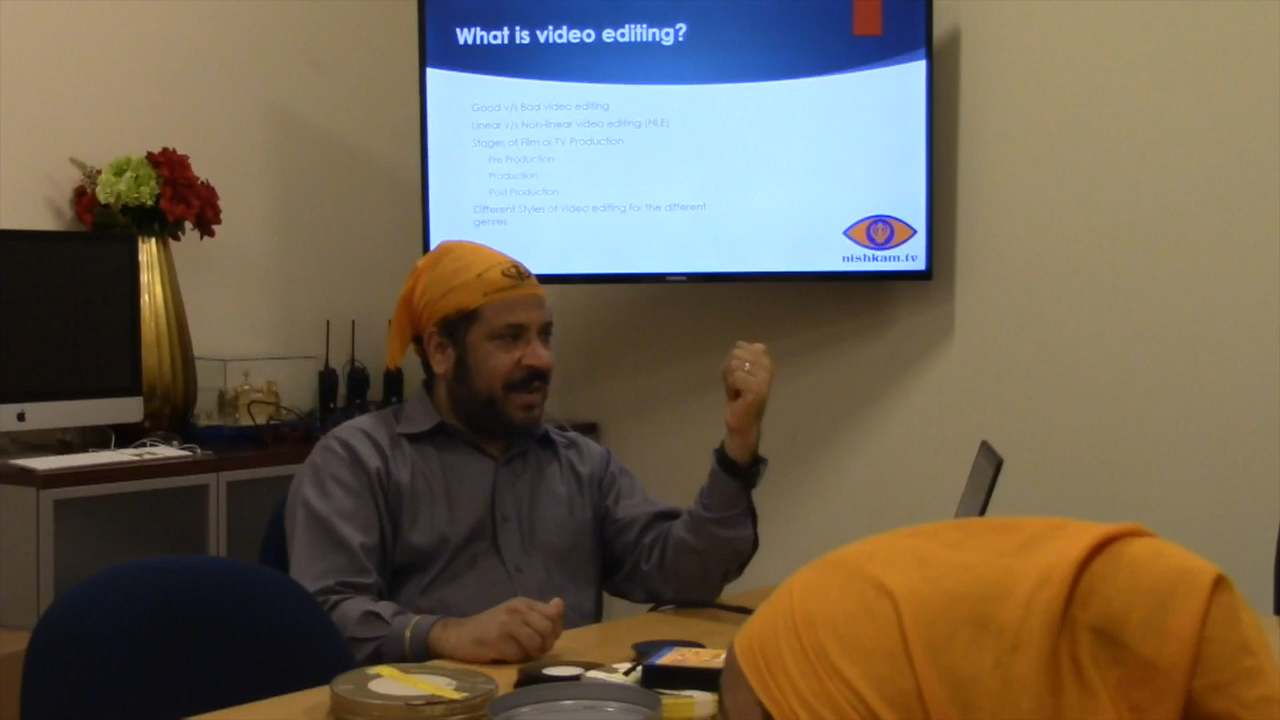 What is video editing?
Good v/s Bad video editing
Linear v/s Non-linear video editing (NLE)
Stages of Film or TV Production
Pre Production
Production
Post Production
Different Styles of video editing for the different
genres
nishkam.tv